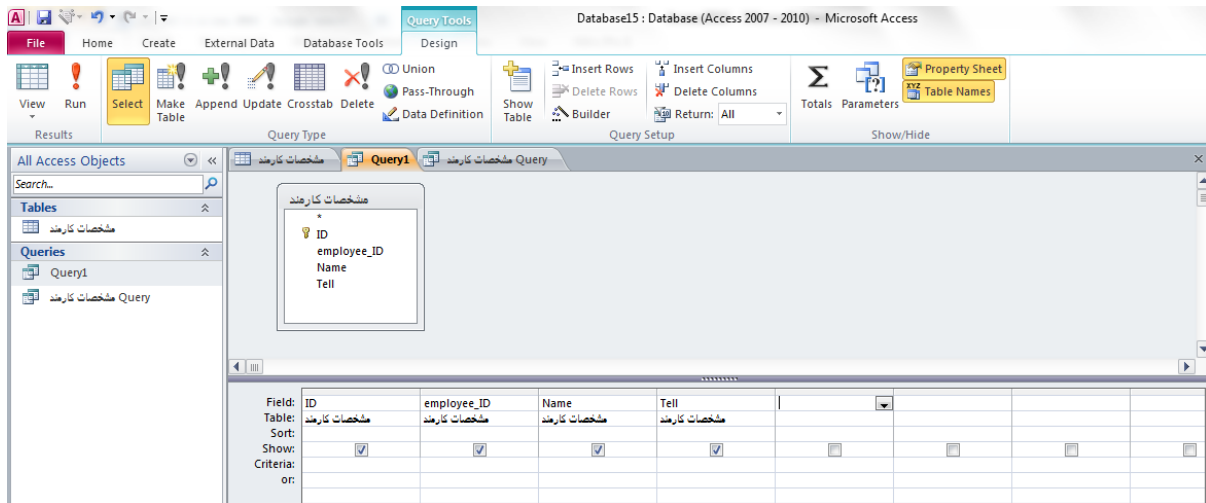 Query Tools
Database15 : Database (Access 2007 - 2010) - Microsoft Access
File Home Create External Data Database Tools Design
View Run Select Make Table Append Update Crosstab Delete
Union
Pass-Through
Data Definition
Show Table
Insert Rows
Delete Rows
Builder
Insert Columns
Delete Columns
Return: All
Totals Parameters
Property Sheet
Table Names
Results Query Type Query Setup Show/Hide
All Access Objects
Search...
Tables
مشخصات کارمند
Queries
Query1
مشخصات کارمند Query
مشخصات کارمند Query1 مشخصات کارمند Query
مشخصات کارمند
*
ID
employee_ID
Name
Tell
Field: ID employee_ID Name Tell
Table: مشخصات کارمند مشخصات کارمند مشخصات کارمند مشخصات کارمند
Sort:
Show:
Criteria:
or: